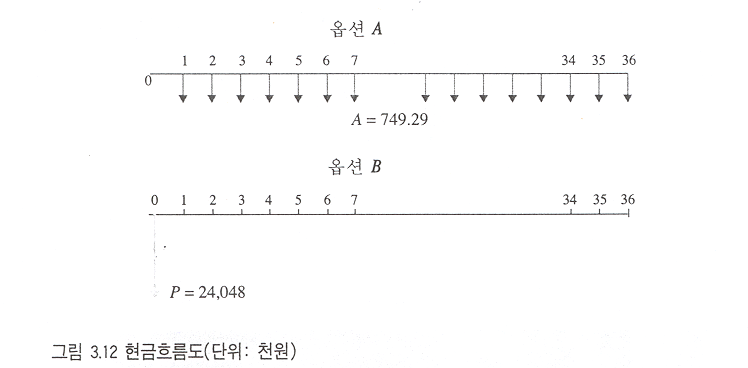 옵션 A
1 2 3 4 5 6 7 34 35 36
0
A = 749.29
옵션 B
0 1 2 3 4 5 6 7 34 35 36
P = 24,048
그림 3.12 현금흐름도(단위: 천원)